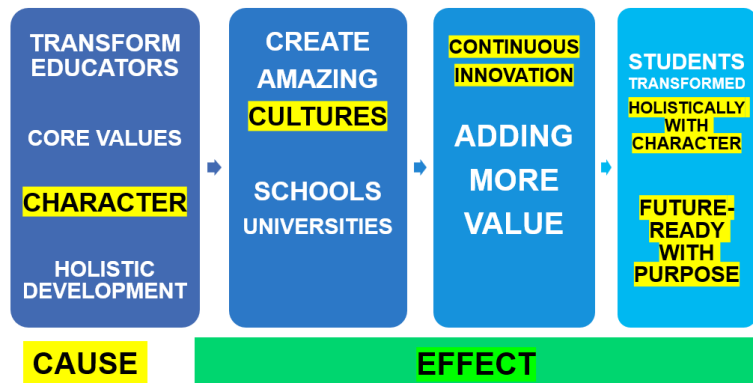 TRANSFORM
EDUCATORS
CORE VALUES
CHARACTER
HOLISTIC
DEVELOPMENT
CREATE
AMAZING
CULTURES
SCHOOLS
UNIVERSITIES
CONTINUOUS
INNOVATION
ADDING
MORE
VALUE
STUDENTS
TRANSFORMED
HOLISTICALLY
WITH
CHARACTER
FUTURE-
READY
WITH
PURPOSE
CAUSE
EFFECT